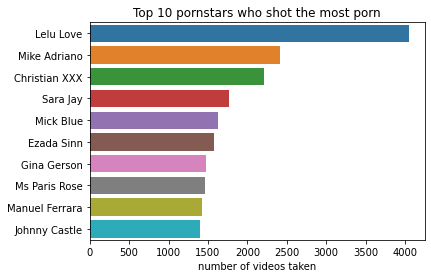 Top 10 pornstars who shot the most porn
Lelu Love
Mike Adriano
Christian XXX
Sara Jay
Mick Blue
Ezada Sinn
Gina Gerson
Ms Paris Rose
Manuel Ferrara
Johnny Castle
0 500 1000 1500 2000 2500 3000 3500 4000
number of videos taken